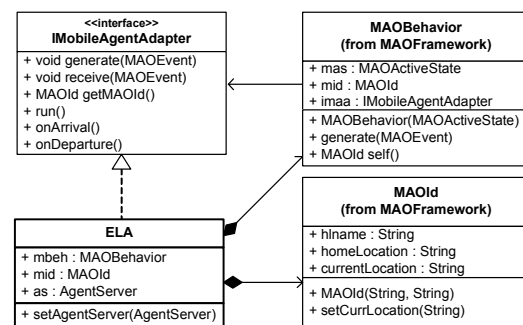 <<interface>>
IMobileAgentAdapter
+ void generate(MAOEvent)
+ void receive(MAOEvent)
+ MAOId getMAOId()
+ run()
+ onArrival()
+ onDeparture()
MAOBehavior
(from MAOFramework)
+ mas : MAOActiveState
+ mid : MAOId
+ imaa : IMobileAgentAdapter
+ MAOBehavior(MAOActiveState)
+ generate(MAOEvent)
+ MAOId self()
ELA
+ mbeh : MAOBehavior
+ mid : MAOId
+ as : AgentServer
+ setAgentServer(AgentServer)
MAOId
(from MAOFramework)
+ hlname : String
+ homeLocation : String
+ currentLocation : String
+ MAOId(String, String)
+ setCurrLocation(String)